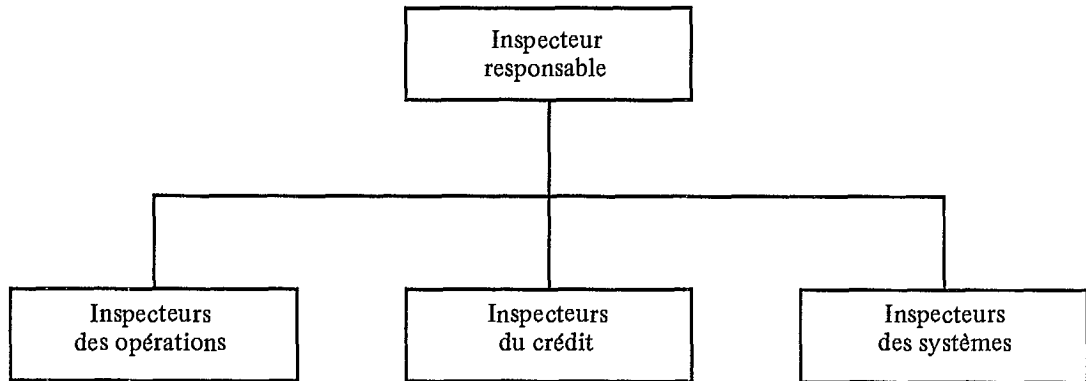 Inspecteur
responsable
Inspecteurs
des opérations
Inspecteurs
du crédit
Inspecteurs
des systèmes